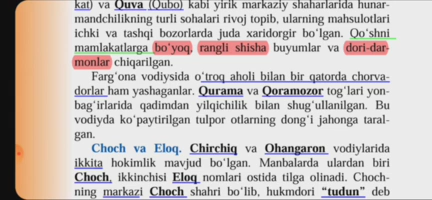 kat) va Quva (Qubo) kabi yirik markaziy shaharlarida hunar-
mandchilikning turli sohalari rivoj topib, ularning mahsulotlari
ichki va tashqi bozorlarda juda xaridorgir bo‘lgan. Qo‘shni
mamlakatlarga bo‘yoq, rangli shisha buyumlar va dori-dar-
monlar chiqarilgan.
Farg‘ona vodiysida o‘troq aholi bilan bir qatorda chorva-
dorlar ham yashaganlar. Qurama va Qoramozor tog‘lari yon-
bag‘irlarida qadimdan yilqichilik bilan shug‘ullanilgan. Bu
vodiyda ko‘paytirilgan tulpor otlarning dong‘i jahonga taral-
gan.
Choch va Eloq. Chirchiq va Ohangaron vodiylarida
ikkita hokimlik mavjud bo‘lgan. Manbalarda ulardan biri
Choch, ikkinchisi Eloq nomlari ostida tilga olinadi. Choch-
ning markazi Choch shahri bo‘lib, hukmdori “tudun” deb